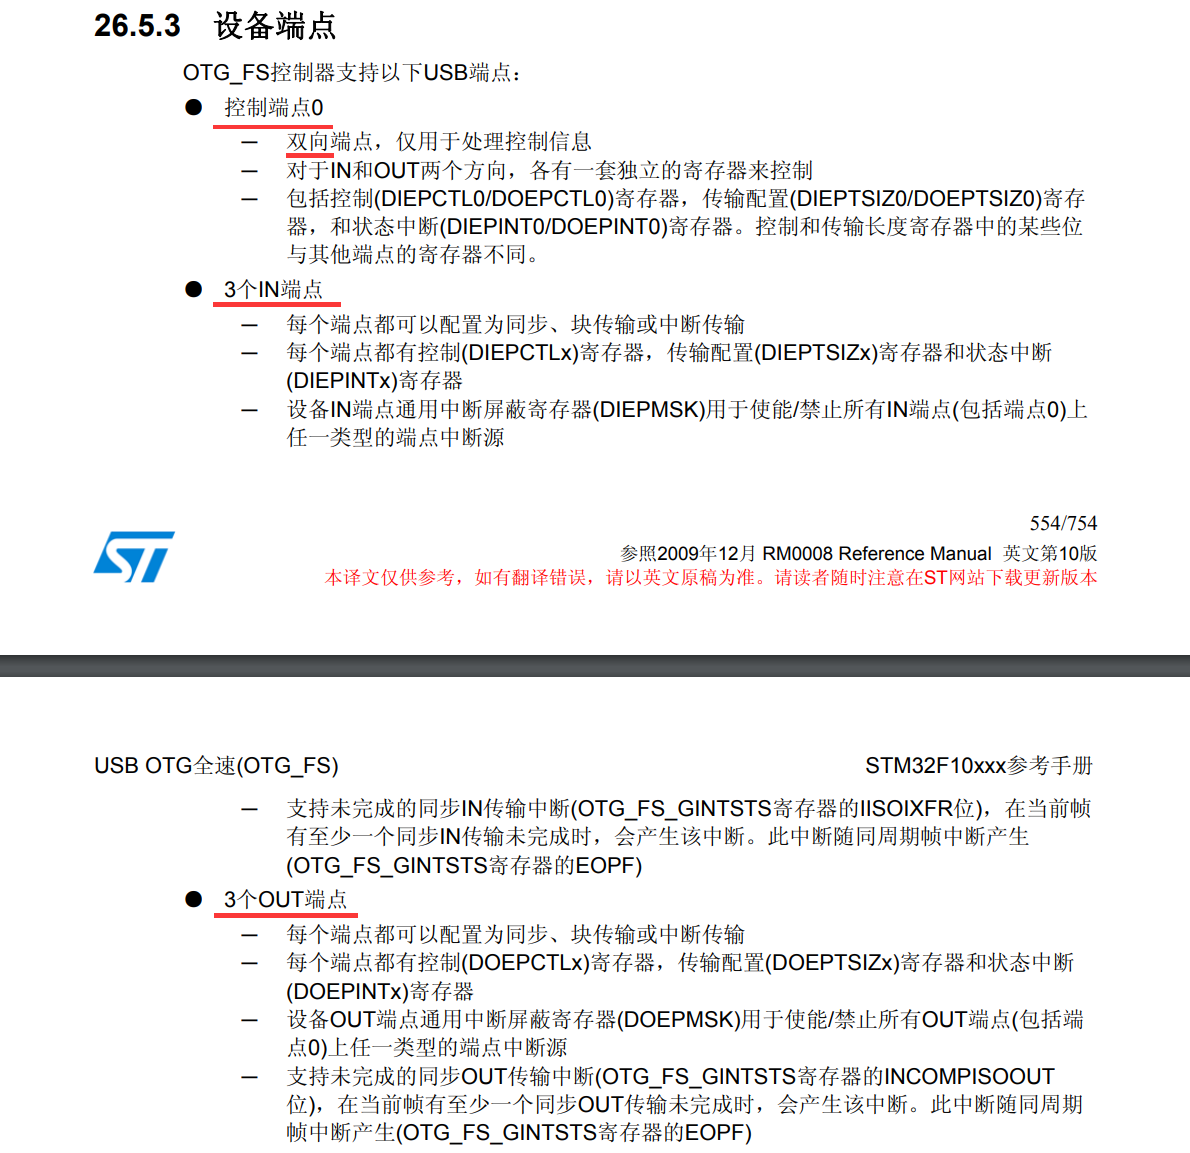 26.5.3 设备端点
OTG_FS控制器支持以下USB端点：
● 控制端点0
— 双向端点，仅用于处理控制信息
— 对于IN和OUT两个方向，各有一套独立的寄存器来控制
— 包括控制(DIEPCTL0/DOEPCTL0)寄存器，传输配置(DIEPTSIZ0/DOEPTSIZ0)寄存
器，和状态中断(DIEPINT0/DOEPINT0)寄存器。控制和传输长度寄存器中的某些位
与其他端点的寄存器不同。
● 3个IN端点
— 每个端点都可以配置为同步、块传输或中断传输
— 每个端点都有控制(DIEPCTLx)寄存器，传输配置(DIEPTSIZx)寄存器和状态中断
(DIEPINTx)寄存器
— 设备IN端点通用中断屏蔽寄存器(DIEPMSK)用于使能/禁止所有IN端点(包括端点0)上
任一类型的端点中断源
554/754
ST
参照2009年12月 RM0008 Reference Manual 英文第10版
本译文仅供参考，如有翻译错误，请以英文原稿为准。请读者随时注意在ST网站下载更新版本
USB OTG全速(OTG_FS) STM32F10xxx参考手册
— 支持未完成的同步IN传输中断(OTG_FS_GINTSTS寄存器的IISOIXFR位)，在当前帧
有至少一个同步IN传输未完成时，会产生该中断。此中断随同周期帧中断产生
(OTG_FS_GINTSTS寄存器的EOPF)
● 3个OUT端点
— 每个端点都可以配置为同步、块传输或中断传输
— 每个端点都有控制(DOEPCTLx)寄存器，传输配置(DOEPTSIZx)寄存器和状态中断
(DOEPINTx)寄存器
— 设备OUT端点通用中断屏蔽寄存器(DOEPMSK)用于使能/禁止所有OUT端点(包括端
点0)上任一类型的端点中断源
— 支持未完成的同步OUT传输中断(OTG_FS_GINTSTS寄存器的INCOMPISOOUT
位)，在当前帧有至少一个同步OUT传输未完成时，会产生该中断。此中断随同周期
帧中断产生(OTG_FS_GINTSTS寄存器的EOPF)